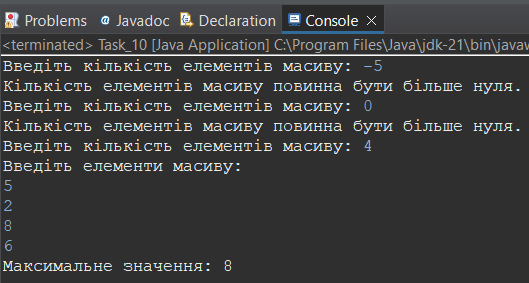 Problems Javadoc Declaration Console
<terminated> Task_10 [Java Application] C:\Program Files\Java\jdk-21\bin\javaw
Введіть кількість елементів масиву: -5
Кількість елементів масиву повинна бути більше нуля.
Введіть кількість елементів масиву: 0
Кількість елементів масиву повинна бути більше нуля.
Введіть кількість елементів масиву: 4
Введіть елементи масиву:
5
2
8
6
Максимальне значення: 8